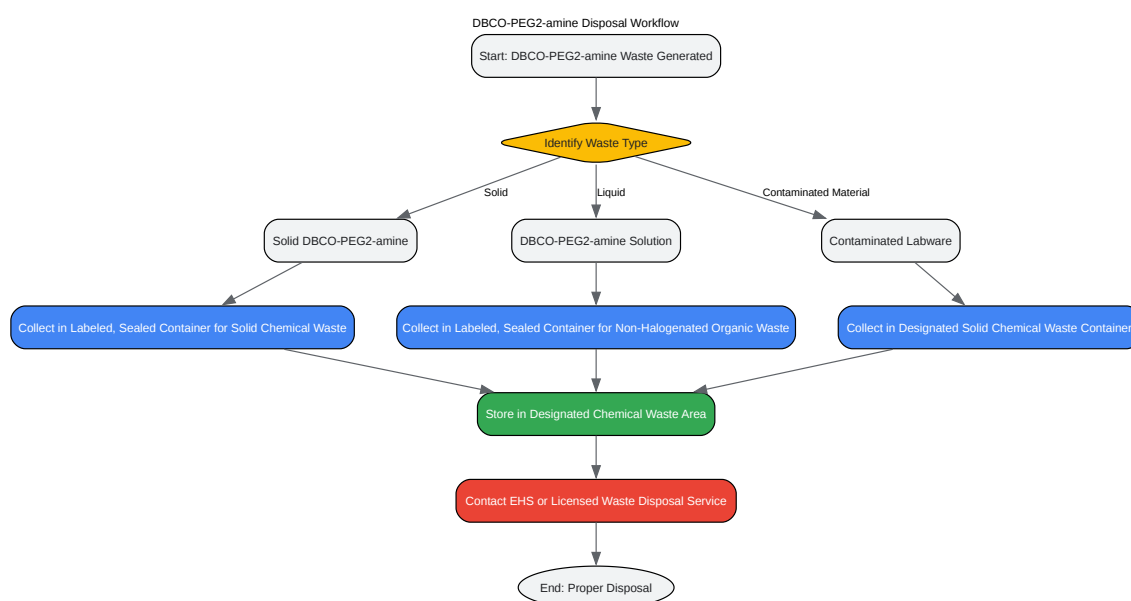 DBCO-PEG2-amine Disposal Workflow
Start: DBCO-PEG2-amine Waste Generated
Identify Waste Type
Solid
Liquid
Contaminated Material
Solid DBCO-PEG2-amine
DBCO-PEG2-amine Solution
Contaminated Labware
Collect in Labeled, Sealed Container for Solid Chemical Waste
Collect in Labeled, Sealed Container for Non-Halogenated Organic Waste
Collect in Designated Solid Chemical Waste Container
Store in Designated Chemical Waste Area
Contact EHS or Licensed Waste Disposal Service
End: Proper Disposal